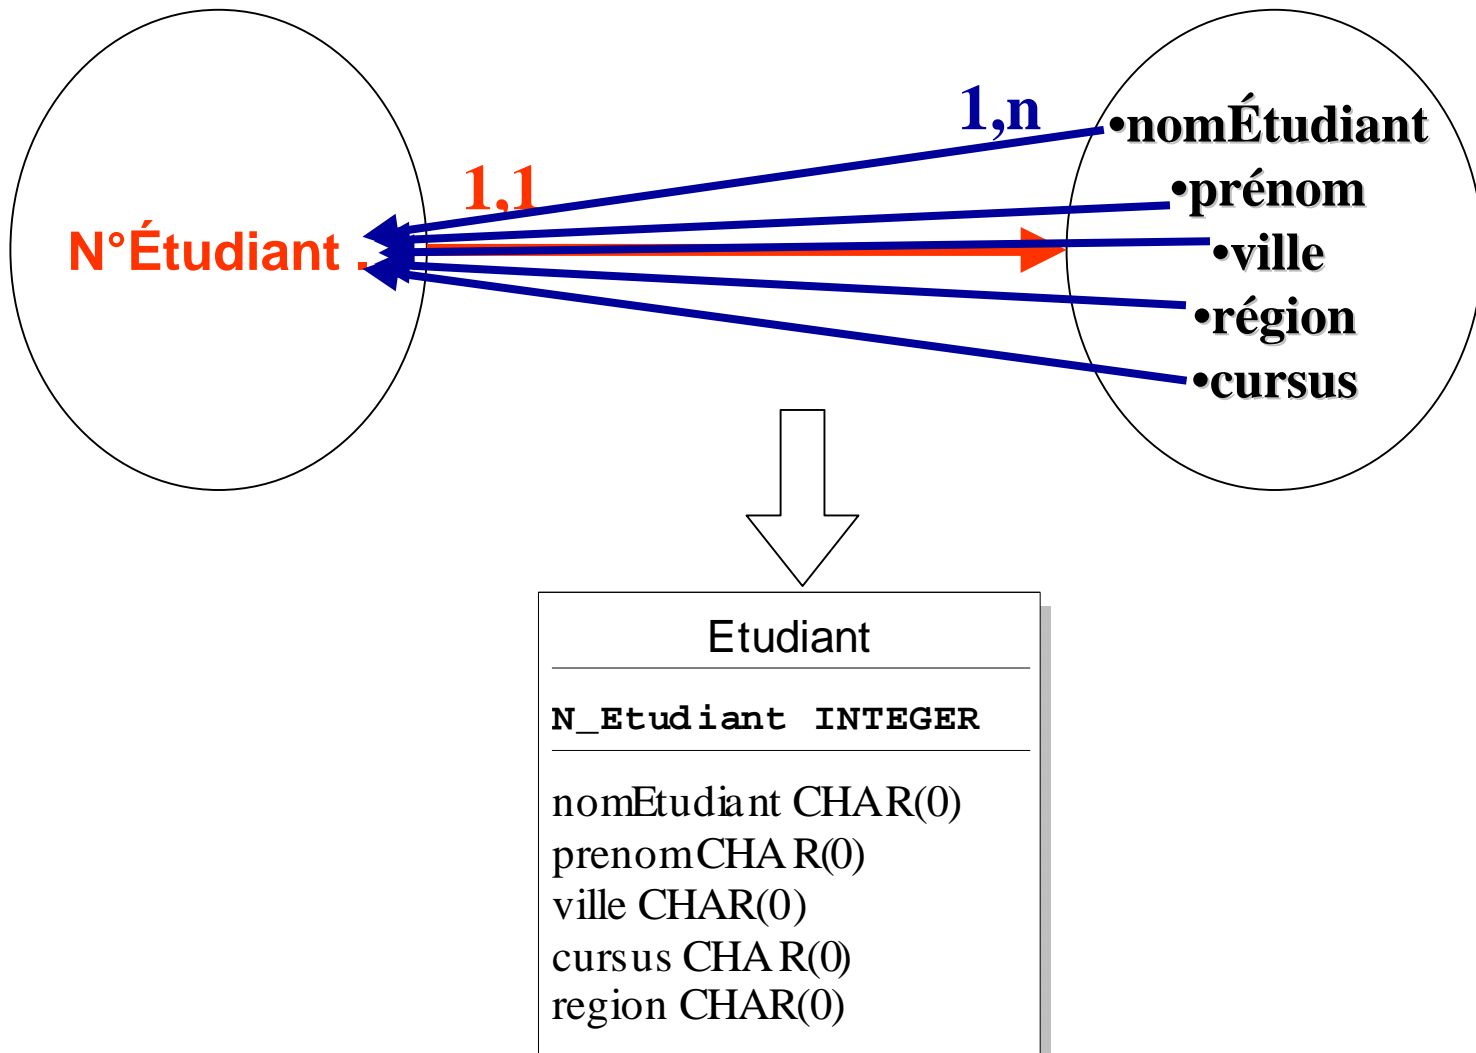 1,n
•nomÉtudiant
1,1
•prénom
N°Étudiant .
•ville
•région
•cursus
Etudiant
N_Etudiant INTEGER
nomEtudiant CHAR(0)
prenom CHAR(0)
ville CHAR(0)
cursus CHAR(0)
region CHAR(0)